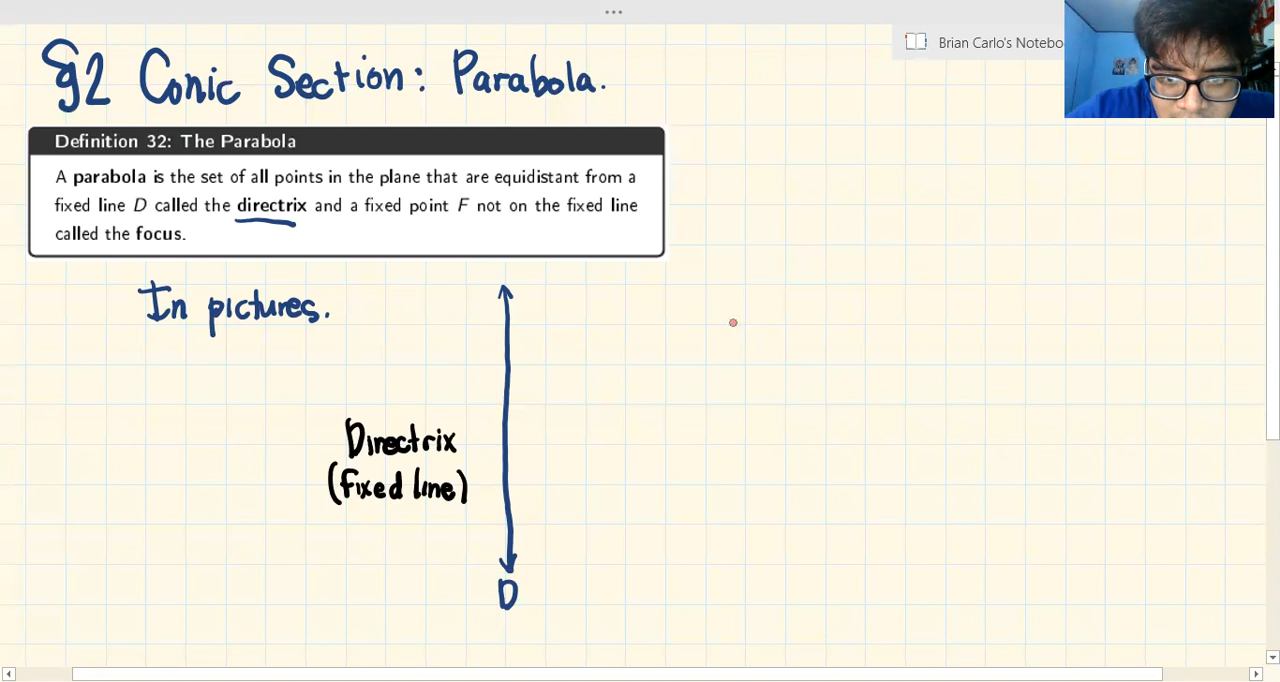 Brian Carlo's Notebo
§2 Conic Section: Parabola.
Definition 32: The Parabola
A parabola is the set of all points in the plane that are equidistant from a
fixed line D called the directrix and a fixed point F not on the fixed line
called the focus.
In pictures.
Directrix
(fixed line)
D